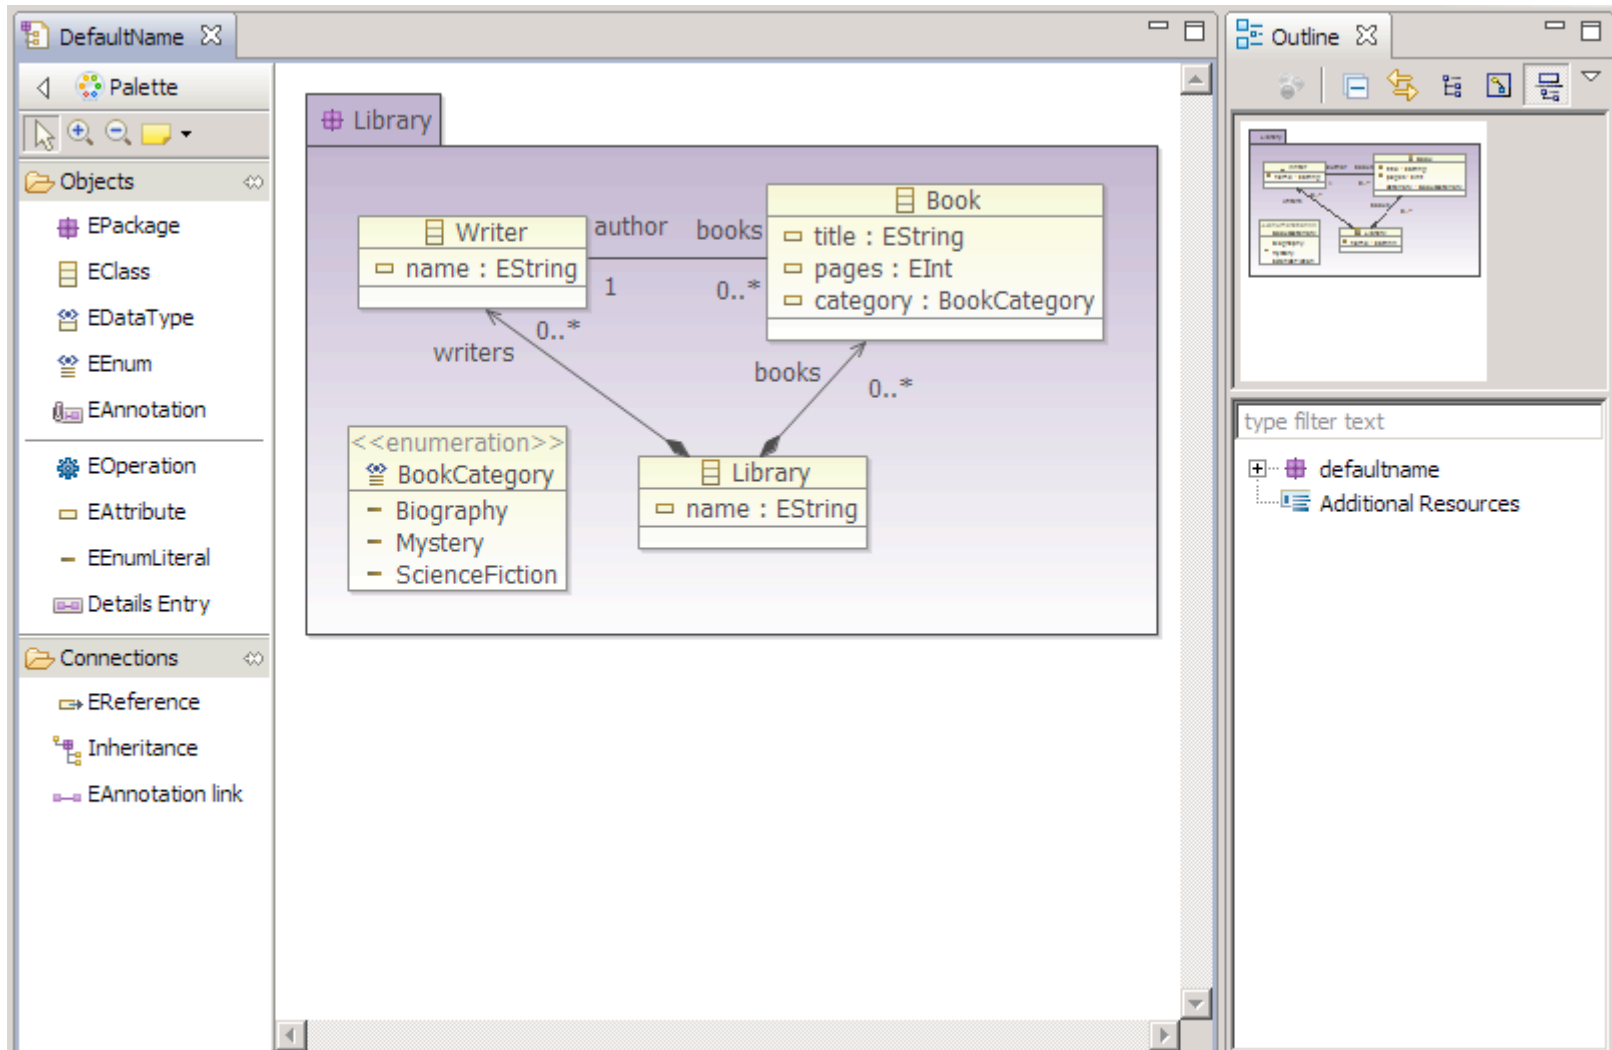 DefaultName
Palette
Objects
EPackage
EClass
EDataType
EEnum
EAnnotation
EOperation
EAttribute
EEnumLiteral
Details Entry
Connections
EReference
Inheritance
EAnnotation link
Library
Writer
name : EString
author
books
1
0..*
Book
title : EString
pages : EInt
category : BookCategory
0..*
writers
books
0..*
<<enumeration>>
BookCategory
Biography
Mystery
ScienceFiction
Library
name : EString
Outline
type filter text
defaultname
Additional Resources